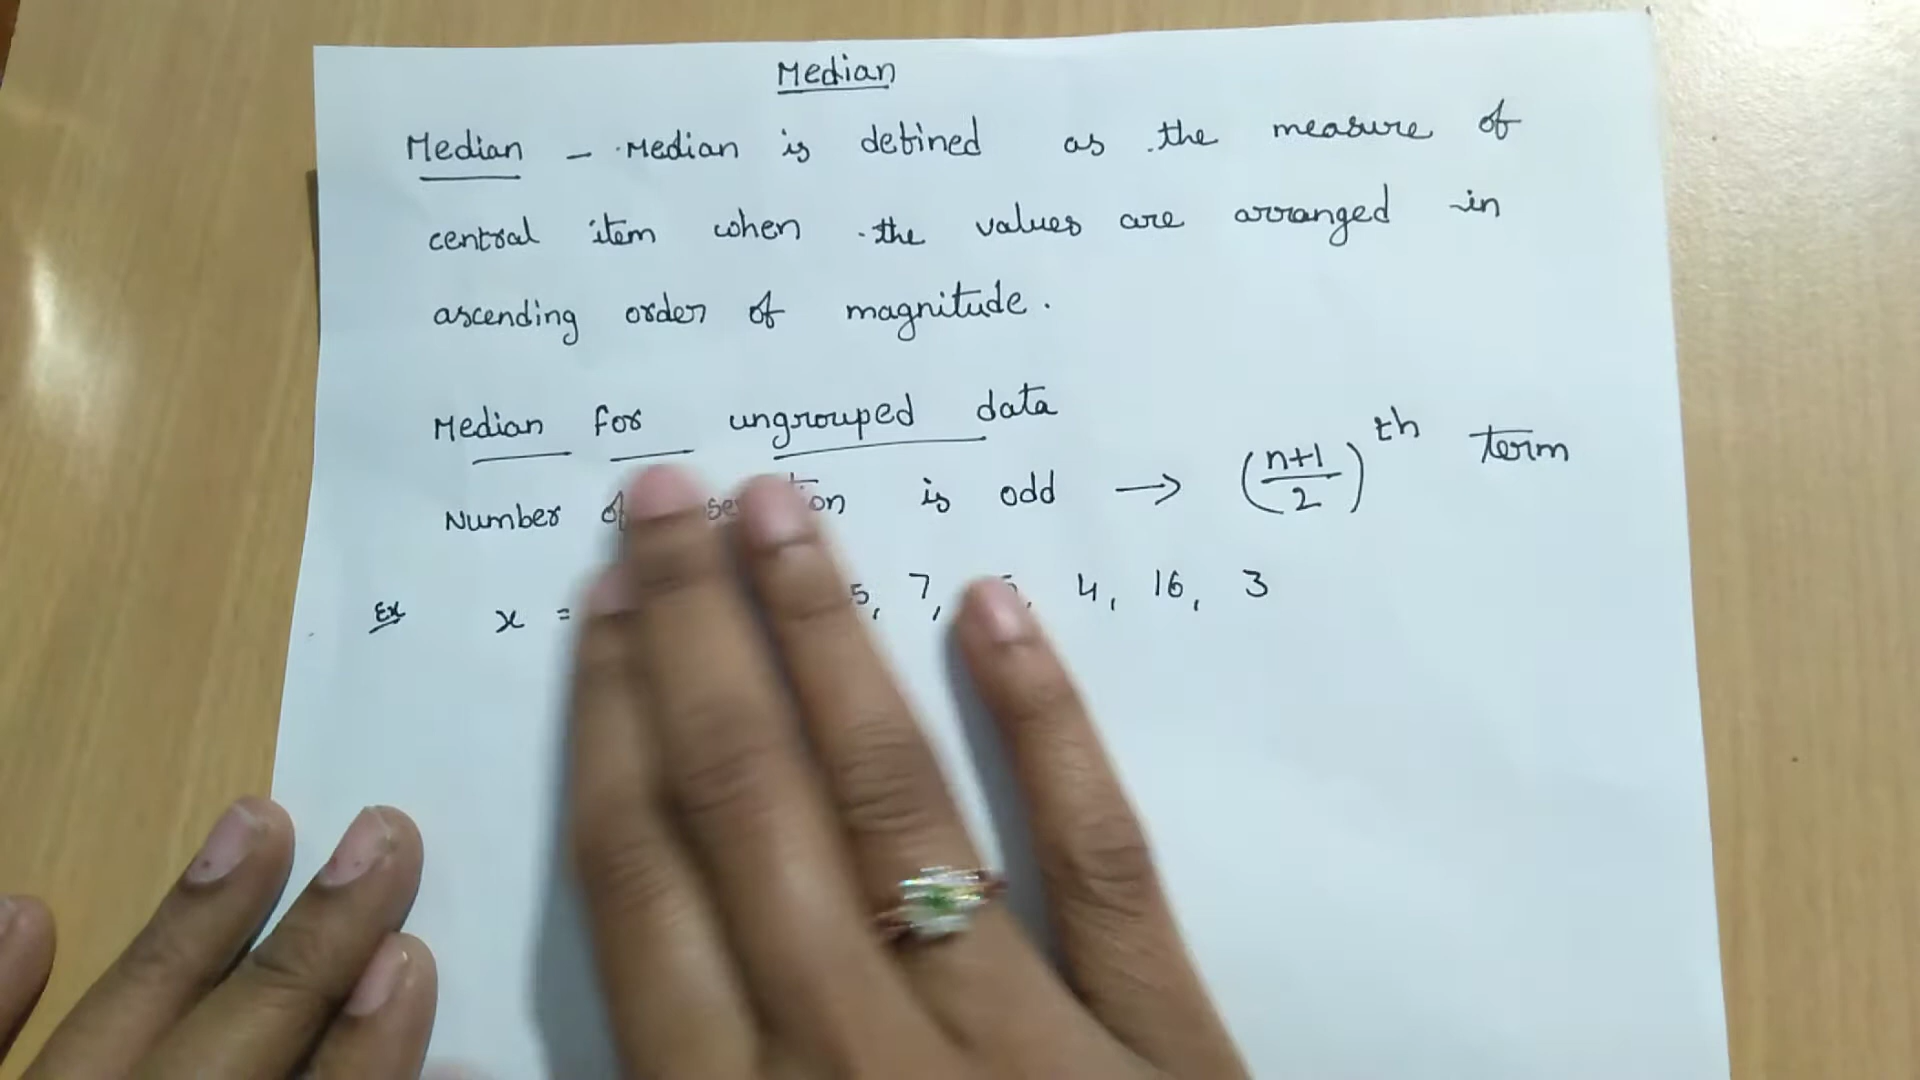 Median
Median - Median is defined as the measure of
central item when the values are arranged in
ascending order of magnitude.
Median for ungrouped data
Number of is odd → (n+1/2)^th term
Ex x = 5, 7, 4, 16, 3